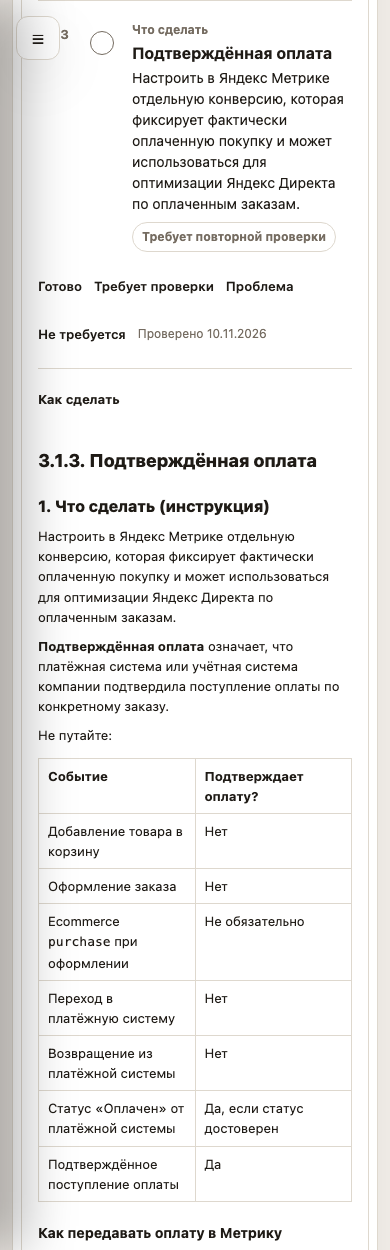 ☰
3
Что сделать
Подтверждённая оплата
Настроить в Яндекс Метрике
отдельную конверсию, которая
фиксирует фактически
оплаченную покупку и может
использоваться для
оптимизации Яндекс Директа
по оплаченным заказам.
Требует повторной проверки
Готово Требует проверки Проблема
Не требуется Проверено 10.11.2026
Как сделать
3.1.3. Подтверждённая оплата
1. Что сделать (инструкция)
Настроить в Яндекс Метрике отдельную
конверсию, которая фиксирует фактически
оплаченную покупку и может использоваться
для оптимизации Яндекс Директа по
оплаченным заказам.
Подтверждённая оплата означает, что
платёжная система или учётная система
компании подтвердила поступление оплаты по
конкретному заказу.
Не путайте:
Событие
Подтверждает
оплату?
Добавление товара в
корзину
Нет
Оформление заказа
Нет
Ecommerce
purchase при
оформлении
Не обязательно
Переход в
платёжную систему
Нет
Возвращение из
платёжной системы
Нет
Статус «Оплачен» от
платёжной системы
Да, если статус
достоверен
Подтверждённое
поступление оплаты
Да
Как передавать оплату в Метрику